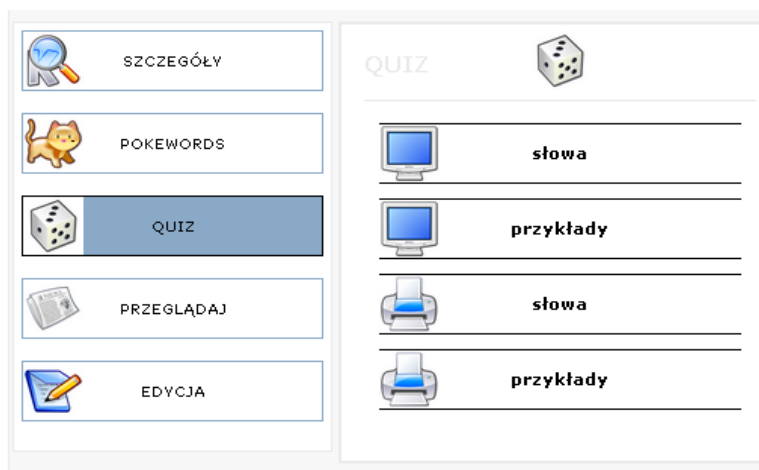 SZCZEGÓŁY
POKEWORDS
QUIZ
PRZEGLĄDAJ
EDYCJA
QUIZ
słowa
przykłady
słowa
przykłady